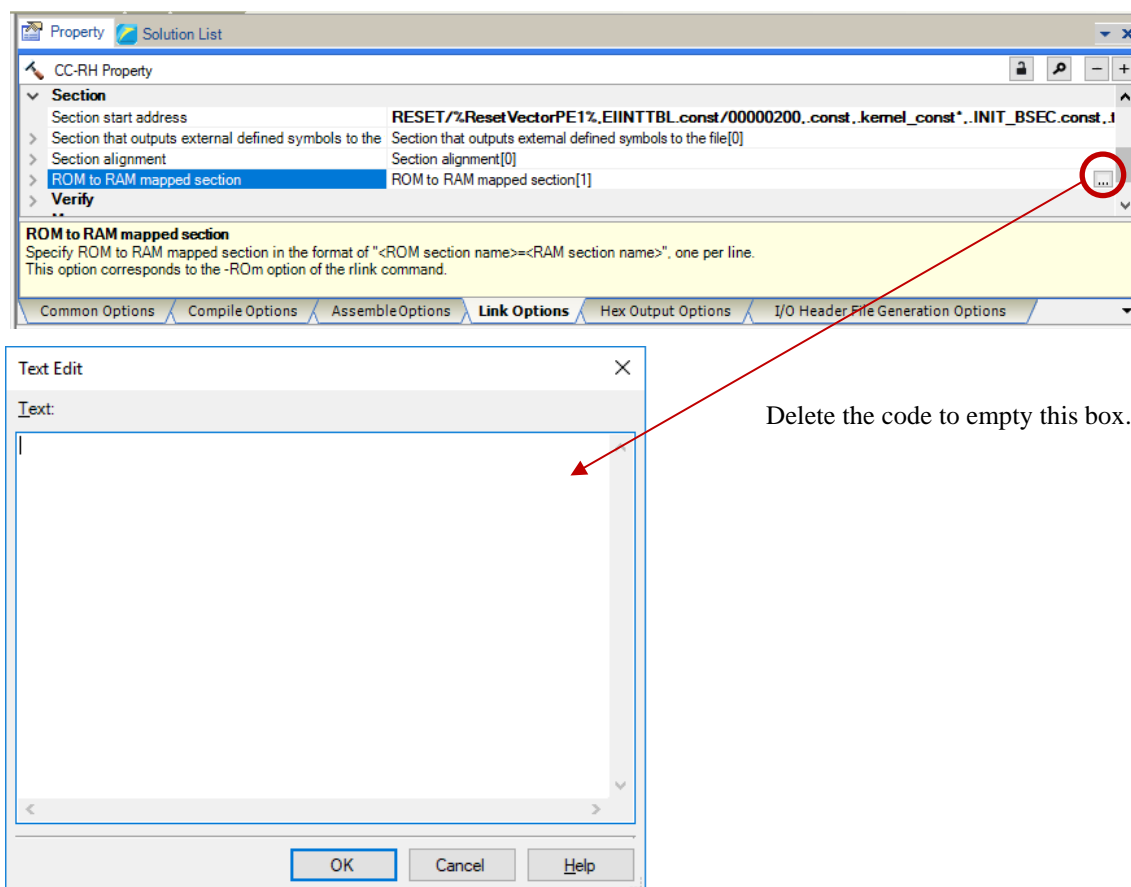 Property Solution List
CC-RH Property
Section
Section start address RESET/%ResetVectorPE1%,EIINTTBL.const/00000200,.const,.kernel_const*,.INIT_BSEC.const,.
Section that outputs external defined symbols to the Section that outputs external defined symbols to the file[0]
Section alignment Section alignment[0]
ROM to RAM mapped section ROM to RAM mapped section[1]
...
Verify
ROM to RAM mapped section
Specify ROM to RAM mapped section in the format of "<ROM section name>=<RAM section name>", one per line.
This option corresponds to the -ROm option of the rlink command.
Common Options Compile Options Assemble Options Link Options Hex Output Options I/O Header File Generation Options
Text Edit
Text:
Delete the code to empty this box.
OK Cancel Help